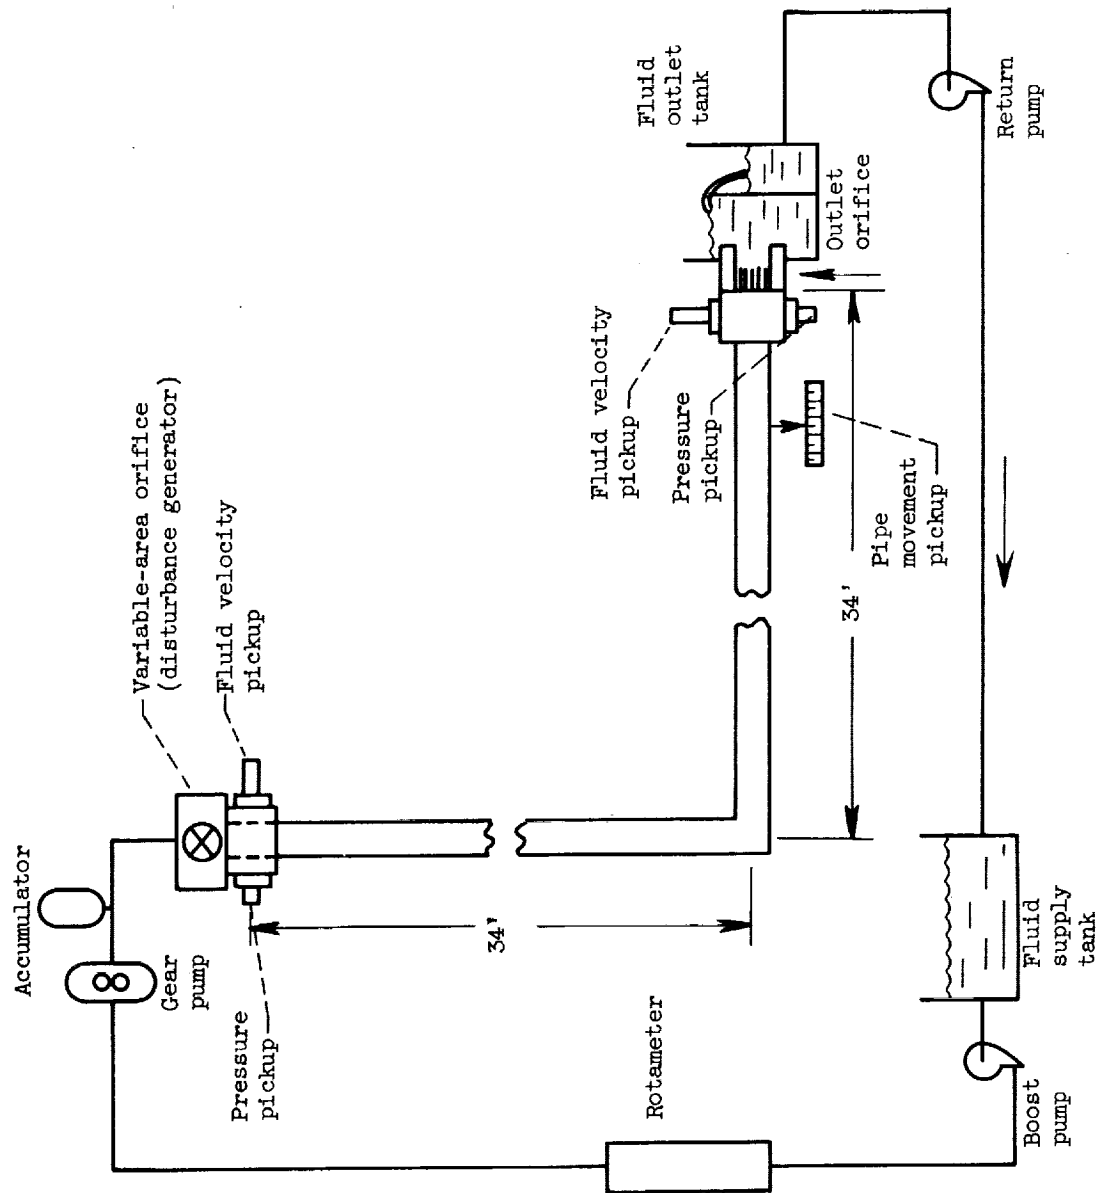 Accumulator
Gear
pump
Variable-area orifice
(disturbance generator)
Fluid velocity
pickup
Pressure
pickup
34'
Rotameter
Fluid velocity
pickup
Pressure
pickup
Fluid
outlet
tank
Outlet
orifice
Pipe
movement
pickup
34'
Return
pump
Fluid
supply
tank
Boost
pump